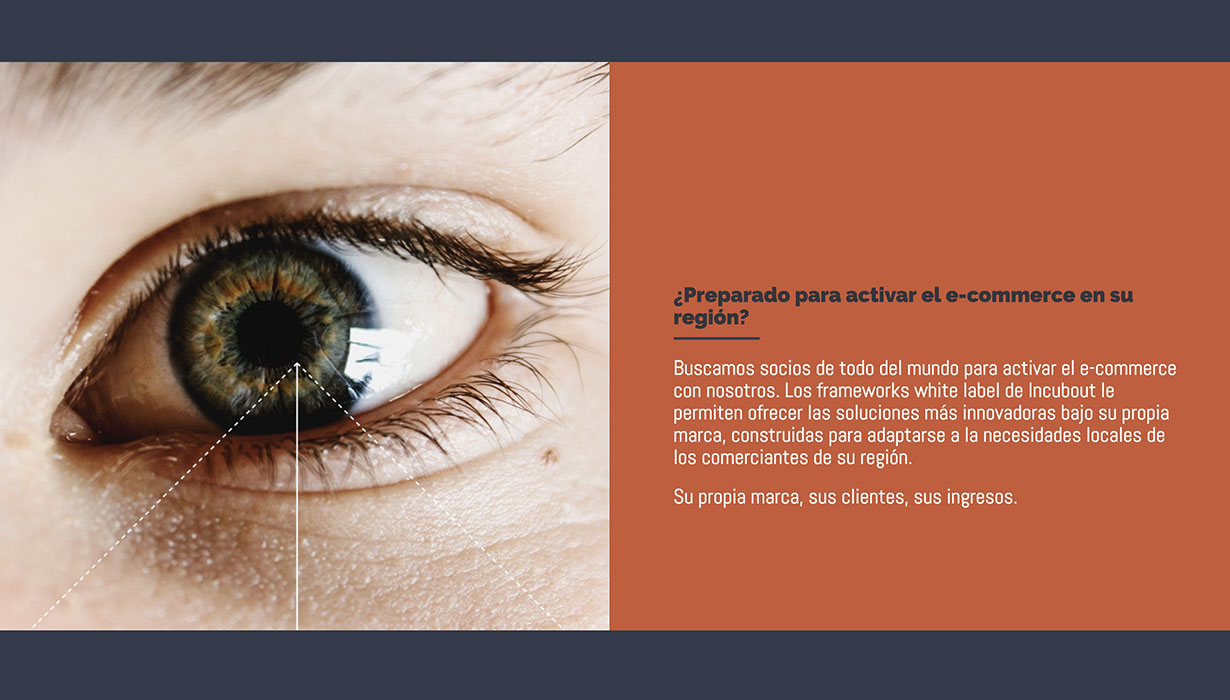 ¿Preparado para activar el e-commerce en su
región?
Buscamos socios de todo del mundo para activar el e-commerce
con nosotros. Los frameworks white label de Incubout le
permiten ofrecer las soluciones más innovadoras bajo su propia
marca, construidas para adaptarse a la necesidades locales de
los comerciantes de su región.
Su propia marca, sus clientes, sus ingresos.